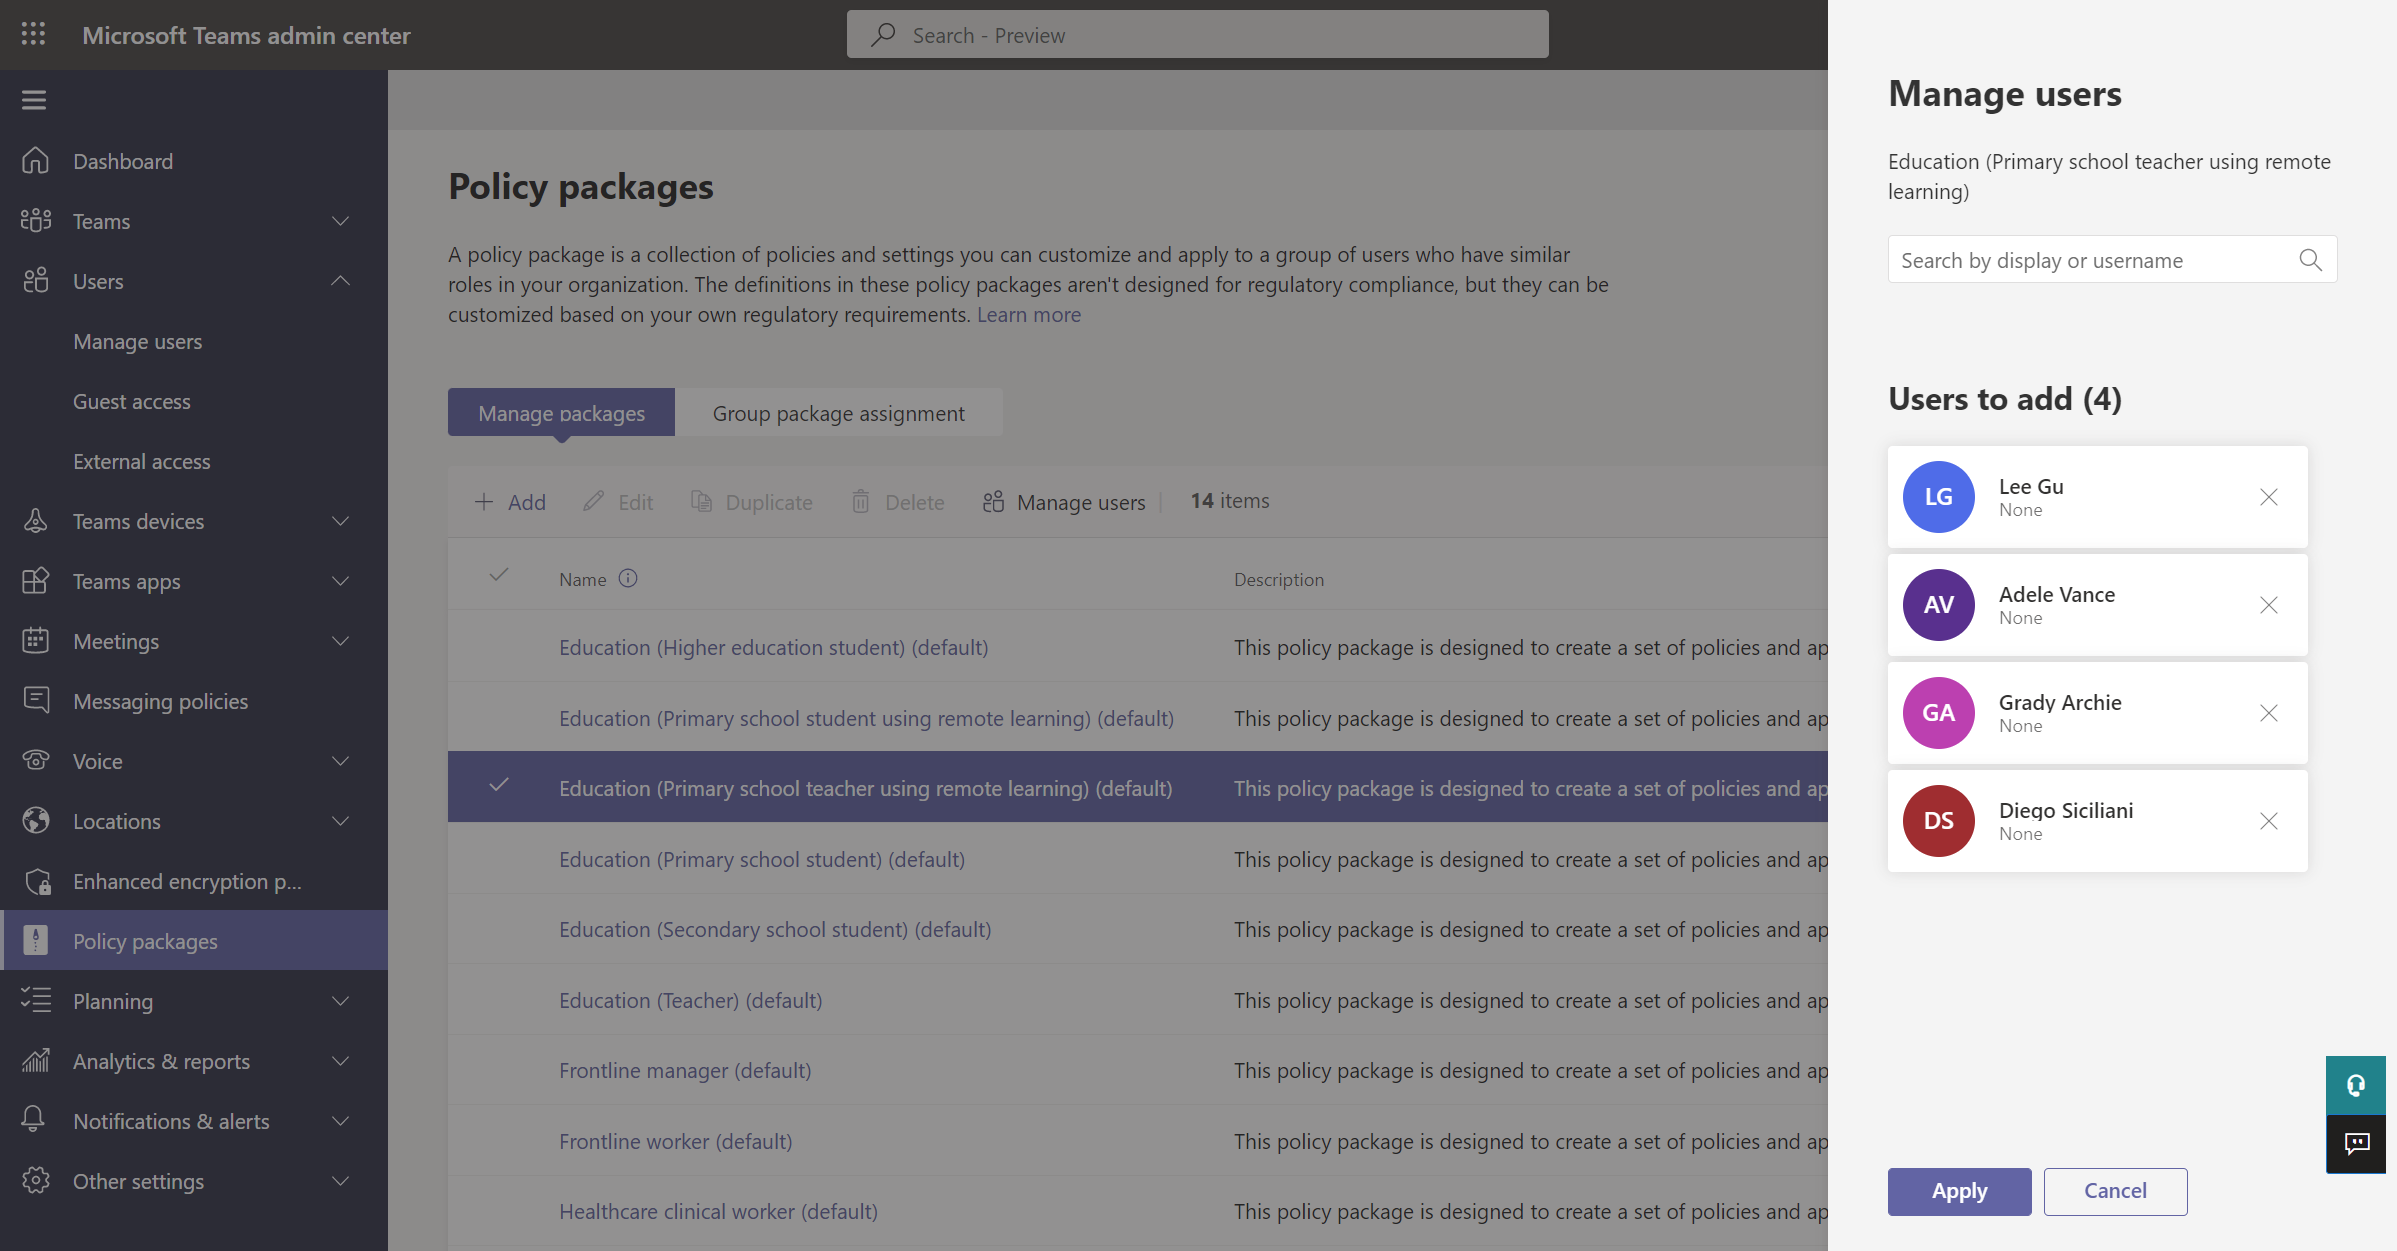 Microsoft Teams admin center
Search - Preview
Dashboard
Teams
Users
Manage users
Guest access
External access
Teams devices
Teams apps
Meetings
Messaging policies
Voice
Locations
Enhanced encryption p...
Policy packages
Planning
Analytics & reports
Notifications & alerts
Other settings
Policy packages
A policy package is a collection of policies and settings you can customize and apply to a group of users who have similar
roles in your organization. The definitions in these policy packages aren't designed for regulatory compliance, but they can be
customized based on your own regulatory requirements. Learn more
Manage packages Group package assignment
Add Edit Duplicate Delete Manage users 14 items
Name Description
Education (Higher education student) (default) This policy package is designed to create a set of policies and ap
Education (Primary school student using remote learning) (default) This policy package is designed to create a set of policies and ap
Education (Primary school teacher using remote learning) (default) This policy package is designed to create a set of policies and ap
Education (Primary school student) (default) This policy package is designed to create a set of policies and ap
Education (Secondary school student) (default) This policy package is designed to create a set of policies and ap
Education (Teacher) (default) This policy package is designed to create a set of policies and ap
Frontline manager (default) This policy package is designed to create a set of policies and ap
Frontline worker (default) This policy package is designed to create a set of policies and ap
Healthcare clinical worker (default) This policy package is designed to create a set of policies and ap
Manage users
Education (Primary school teacher using remote
learning)
Search by display or username
Users to add (4)
LG Lee Gu
None
AV Adele Vance
None
GA Grady Archie
None
DS Diego Siciliani
None
Apply Cancel